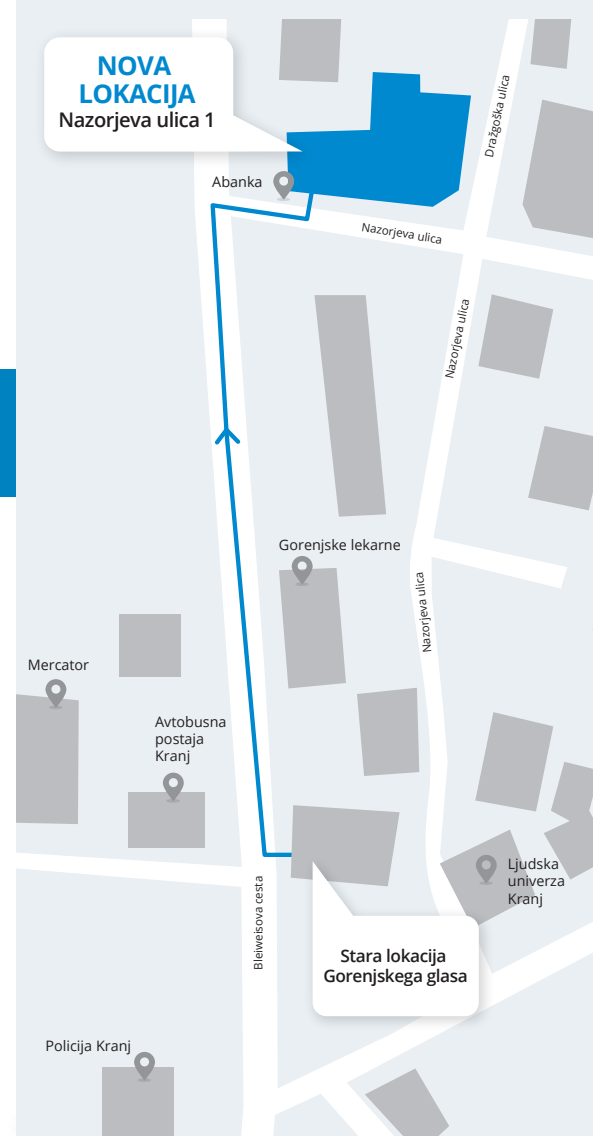 NOVA
LOKACIJA
Nazorjeva ulica 1
Dražgoška ulica
Abanka
Nazorjeva ulica
Nazorjeva ulica
Gorenjske lekarne
Nazorjeva ulica
Mercator
Avtobusna
postaja
Kranj
Ljudska
univerza
Kranj
Bleiweisova cesta
Stara lokacija
Gorenjskega glasa
Policija Kranj